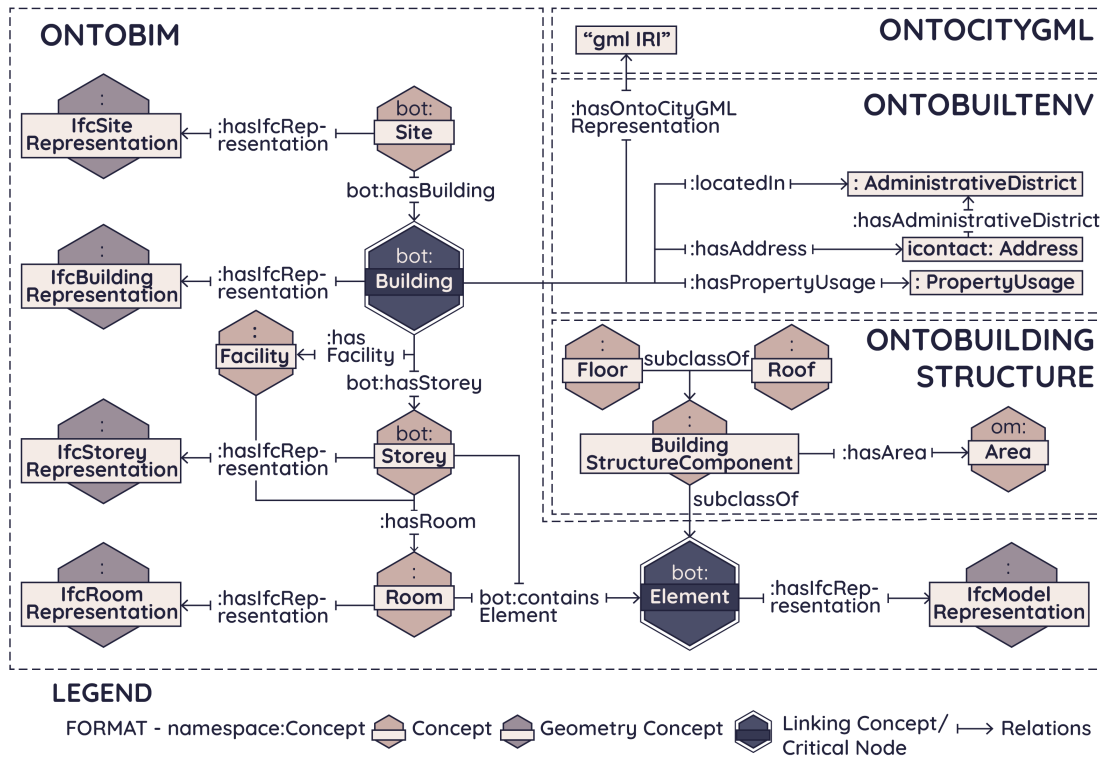 ONTOBIM
ONTOCITYGML
ONTOBUILTENV
ONTOBUILDING
STRUCTURE
“gml IRI”
:hasOntoCityGML
Representation
:
IfcSite
Representation
:hasIfcRep-
resentation
bot:
Site
bot:hasBuilding
:locatedIn
: AdministrativeDistrict
:hasAdministrativeDistrict
:hasAddress
icontact: Address
:hasPropertyUsage
: PropertyUsage
:
IfcBuilding
Representation
:hasIfcRep-
resentation
bot:
Building
:
Facility
:has
Facility
bot:hasStorey
:
Floor
subclassOf
:
Roof
:
Building
StructureComponent
:hasArea
om:
Area
subclassOf
:
IfcStorey
Representation
:hasIfcRep-
resentation
bot:
Storey
:hasRoom
:
IfcRoom
Representation
:hasIfcRep-
resentation
:
Room
bot:contains
Element
bot:
Element
:hasIfcRep-
resentation
:
IfcModel
Representation
LEGEND
FORMAT - namespace:Concept
Concept
Geometry Concept
Linking Concept/
Critical Node
Relations